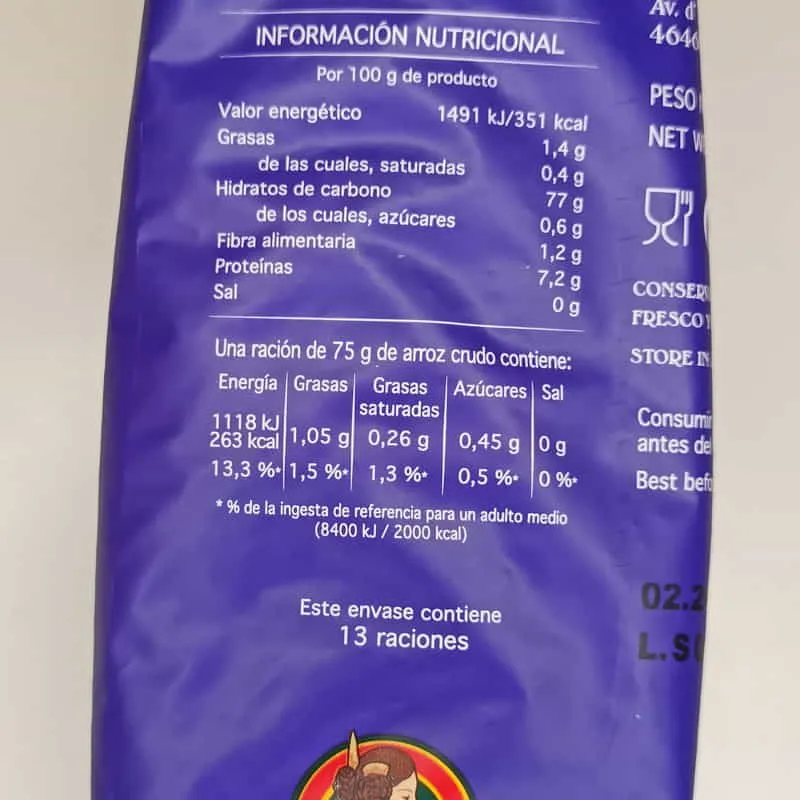 INFORMACIÓN NUTRICIONAL
Por 100 g de producto
Valor energético 1491 kJ/351 kcal
Grasas 1,4 g
de las cuales, saturadas 0,4 g
Hidratos de carbono 77 g
de los cuales, azúcares 0,6 g
Fibra alimentaria 1,2 g
Proteínas 7,2 g
Sal 0 g
Una ración de 75 g de arroz crudo contiene:
Energía Grasas Grasas saturadas Azúcares Sal
1118 kJ
263 kcal 1,05 g 0,26 g 0,45 g 0 g
13,3 %* 1,5 %* 1,3 %* 0,5 %* 0 %*
* % de la ingesta de referencia para un adulto medio
(8400 kJ / 2000 kcal)
Este envase contiene
13 raciones
Av.
PESO
NET
FRESCO
STORE
antes
Best